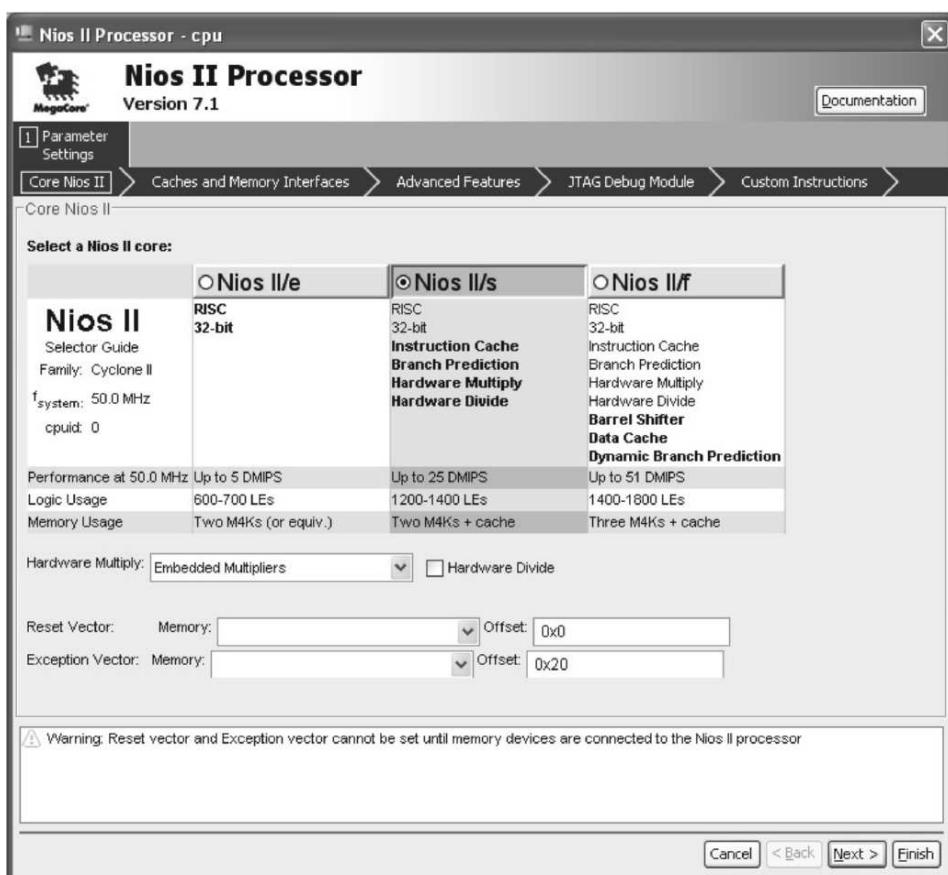 Nios II Processor - cpu
Nios II Processor
MegaCore®
Version 7.1
Documentation
1 Parameter
Settings
Core Nios II
Caches and Memory Interfaces
Advanced Features
JTAG Debug Module
Custom Instructions
Core Nios II
Select a Nios II core:
Nios II/e Nios II/s Nios II/f
Nios II
Selector Guide
Family: Cyclone II
fsystem: 50.0 MHz
cpuid: 0
RISC
32-bit
RISC
32-bit
Instruction Cache
Branch Prediction
Hardware Multiply
Hardware Divide
RISC
32-bit
Instruction Cache
Branch Prediction
Hardware Multiply
Hardware Divide
Barrel Shifter
Data Cache
Dynamic Branch Prediction
Performance at 50.0 MHz Up to 5 DMIPS Up to 25 DMIPS Up to 51 DMIPS
Logic Usage 600-700 LEs 1200-1400 LEs 1400-1800 LEs
Memory Usage Two M4Ks (or equiv.) Two M4Ks + cache Three M4Ks + cache
Hardware Multiply: Embedded Multipliers Hardware Divide
Reset Vector: Memory: Offset: 0x0
Exception Vector: Memory: Offset: 0x20
Warning: Reset vector and Exception vector cannot be set until memory devices are connected to the Nios II processor
Cancel < Back Next > Finish